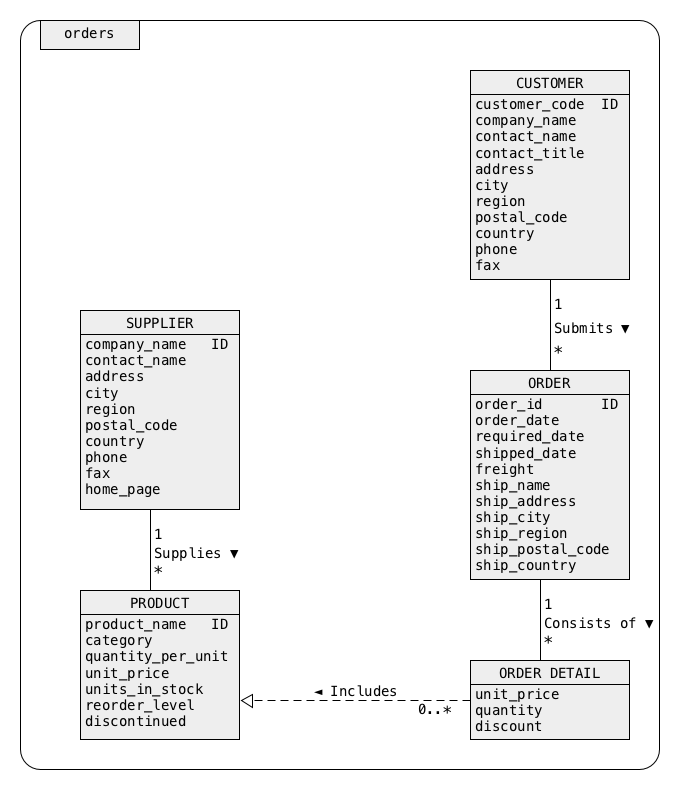 orders
CUSTOMER
customer_code ID
company_name
contact_name
contact_title
address
city
region
postal_code
country
phone
fax
1
Submits ▼
*
SUPPLIER
company_name ID
contact_name
address
city
region
postal_code
country
phone
fax
home_page
ORDER
order_id ID
order_date
required_date
shipped_date
freight
ship_name
ship_address
ship_city
ship_region
ship_postal_code
ship_country
1
Supplies ▼
*
1
Consists of ▼
*
PRODUCT
product_name ID
category
quantity_per_unit
unit_price
units_in_stock
reorder_level
discontinued
◄ Includes
0..*
ORDER DETAIL
unit_price
quantity
discount